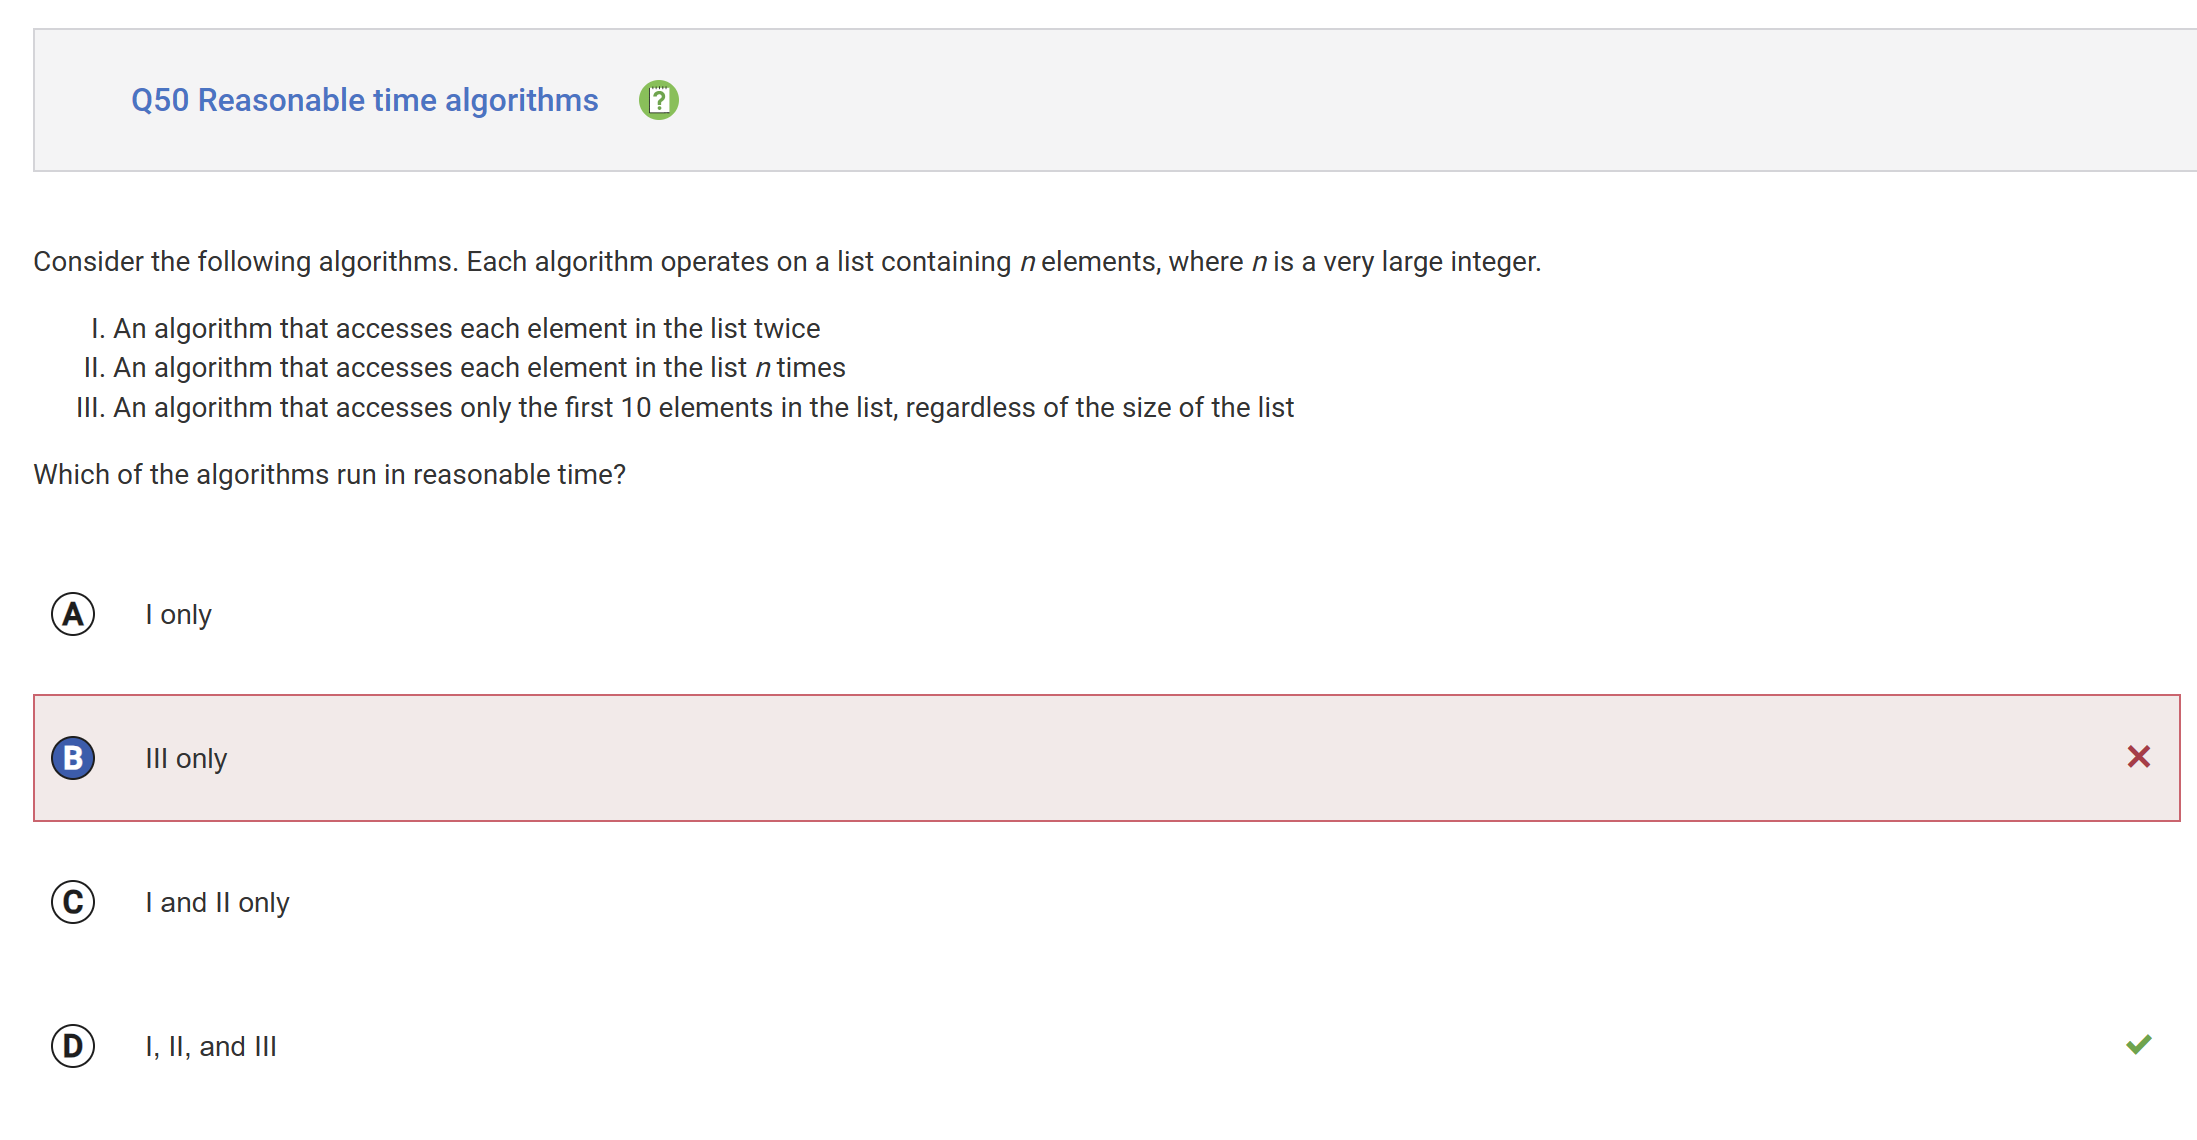 Q50 Reasonable time algorithms
Consider the following algorithms. Each algorithm operates on a list containing n elements, where n is a very large integer.
I. An algorithm that accesses each element in the list twice
II. An algorithm that accesses each element in the list n times
III. An algorithm that accesses only the first 10 elements in the list, regardless of the size of the list
Which of the algorithms run in reasonable time?
A I only
B III only
C I and II only
D I, II, and III